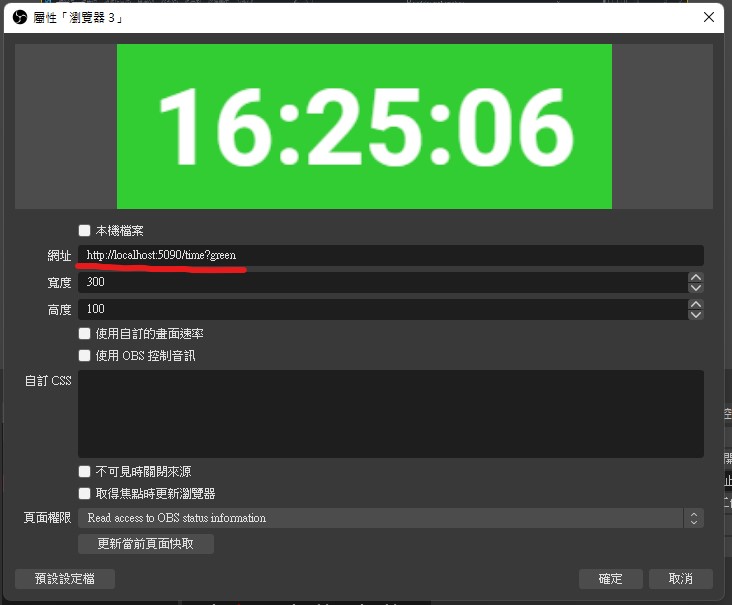 屬性「瀏覽器 3」
16:25:06
本機檔案
網址 http://localhost:5090/time?green
寬度 300
高度 100
使用自訂的畫面速率
使用 OBS 控制音訊
自訂 CSS
不可見時關閉來源
取得焦點時更新瀏覽器
頁面權限 Read access to OBS status information
更新當前頁面快取
預設設定檔 確定 取消